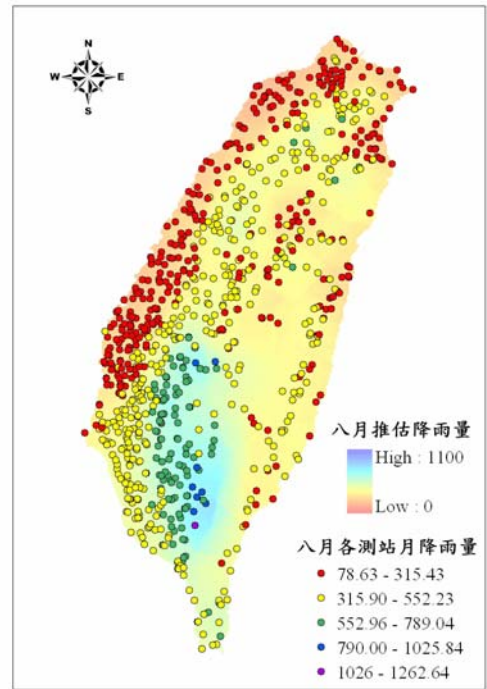 N
W E
S
八月推估降雨量
High : 1100
Low : 0
八月各測站月降雨量
78.63 - 315.43
315.90 - 552.23
552.96 - 789.04
790.00 - 1025.84
1026 - 1262.64